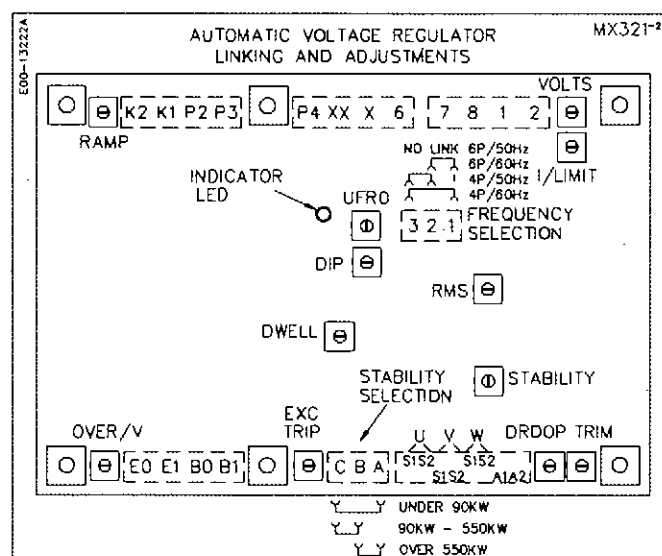 E00-13222A
AUTOMATIC VOLTAGE REGULATOR
LINKING AND ADJUSTMENTS
MX321-2
VOLTS
K2 K1 P2 P3
P4 XX X 6
7 8 1 2
RAMP
NO LINK 6P/50Hz
6P/60Hz
4P/50Hz
4P/60Hz
I/LIMIT
INDICATOR
LED
UFRO
3 2 1
FREQUENCY
SELECTION
DIP
RMS
DWELL
STABILITY
SELECTION
STABILITY
OVER/V
EXC
TRIP
U V W
DRDOP TRIM
E0 E1 B0 B1
C B A
S1S2 S1S2
S1S2 A1A2
UNDER 90KW
90KW - 550KW
OVER 550KW